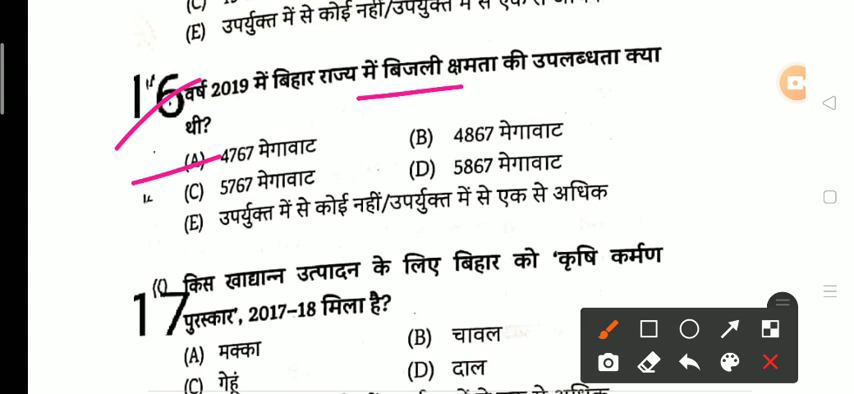 (E) उपर्युक्त में से कोई नहीं/उपर्युक्त में से एक से
16 वर्ष 2019 में बिहार राज्य में बिजली क्षमता की उपलब्धता क्या
थी?
(A) 4767 मेगावाट (B) 4867 मेगावाट
(C) 5767 मेगावाट (D) 5867 मेगावाट
(E) उपर्युक्त में से कोई नहीं/उपर्युक्त में से एक से अधिक
17 किस खाद्यान्न उत्पादन के लिए बिहार को ‘कृषि कर्मण
पुरस्कार’, 2017–18 मिला है?
(A) मक्का (B) चावल
(C) गेहूं (D) दाल